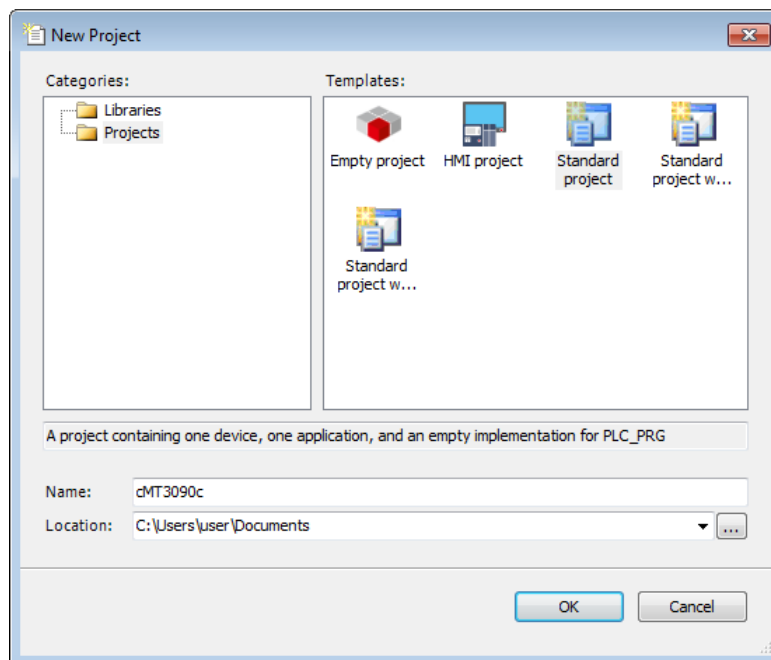 New Project
Categories:
Templates:
Libraries
Projects
Empty project
HMI project
Standard
project
Standard
project w...
Standard
project w...
A project containing one device, one application, and an empty implementation for PLC_PRG
Name:
cMT3090c
Location:
C:\Users\user\Documents
...
OK
Cancel